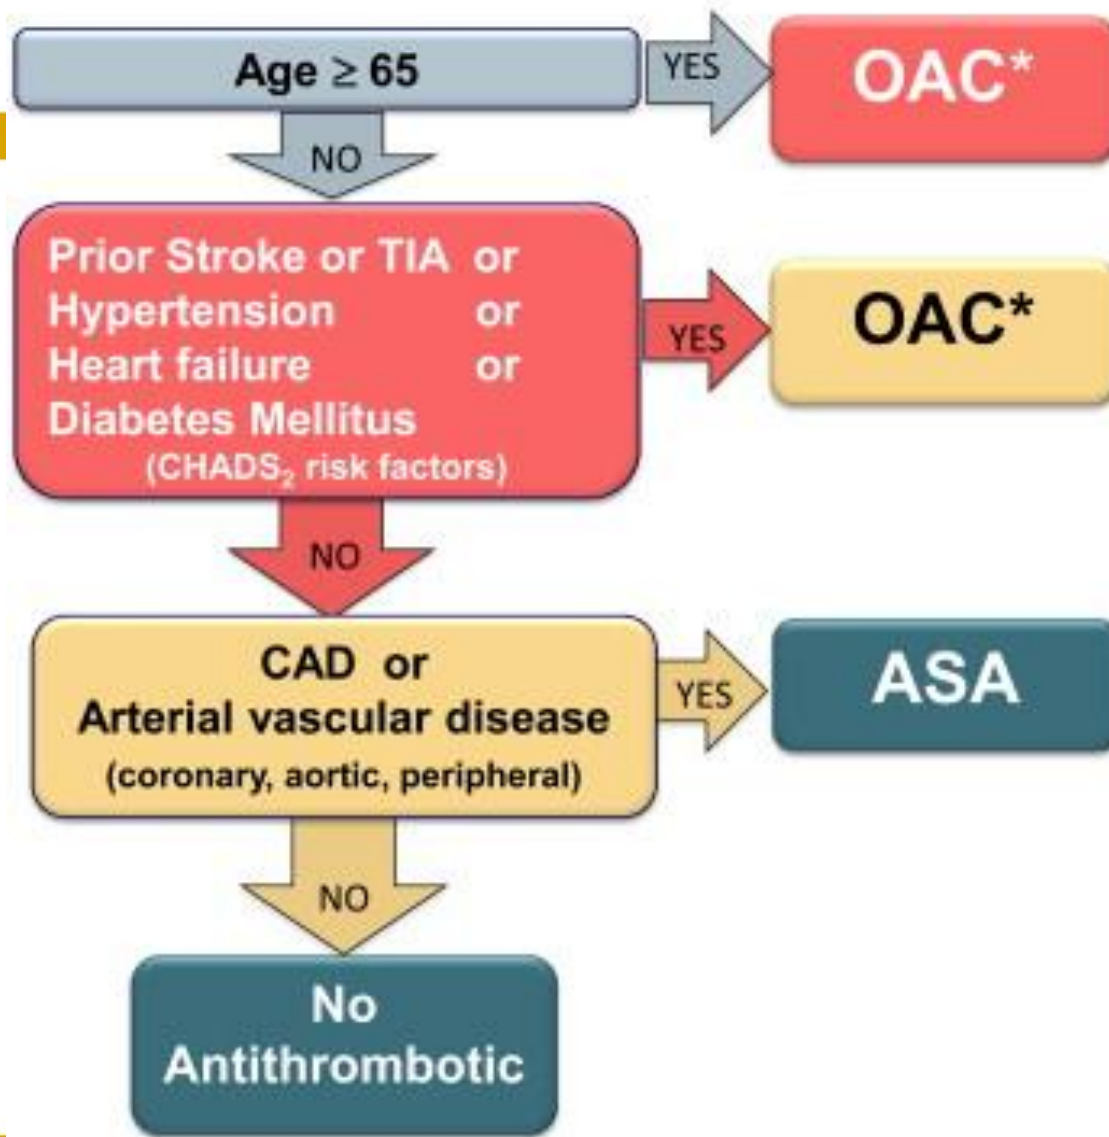 Age ≥ 65
YES
OAC*
NO
Prior Stroke or TIA or
Hypertension or
Heart failure or
Diabetes Mellitus
(CHADS₂ risk factors)
YES
OAC*
NO
CAD or
Arterial vascular disease
(coronary, aortic, peripheral)
YES
ASA
NO
No
Antithrombotic